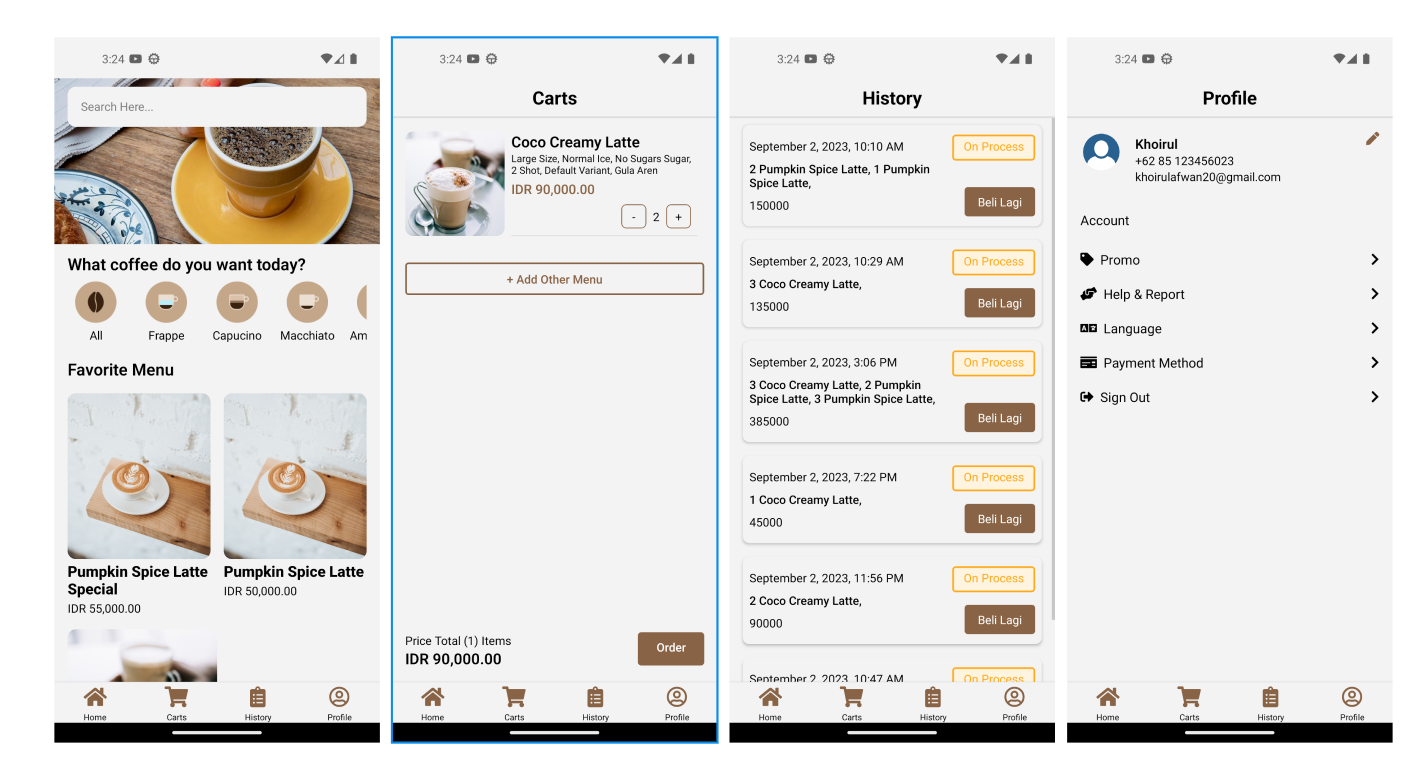 3:24
Search Here...
What coffee do you want today?
All
Frappe
Capucino
Macchiato
Am
Favorite Menu
Pumpkin Spice Latte
Special
IDR 55,000.00
Pumpkin Spice Latte
IDR 50,000.00
Home
Carts
History
Profile
3:24
Carts
Coco Creamy Latte
Large Size, Normal Ice, No Sugars Sugar,
2 Shot, Default Variant, Gula Aren
IDR 90,000.00
- 2 +
+ Add Other Menu
Price Total (1) Items
IDR 90,000.00
Order
Home
Carts
History
Profile
3:24
History
September 2, 2023, 10:10 AM
On Process
2 Pumpkin Spice Latte, 1 Pumpkin
Spice Latte,
150000
Beli Lagi
September 2, 2023, 10:29 AM
On Process
3 Coco Creamy Latte,
135000
Beli Lagi
September 2, 2023, 3:06 PM
On Process
3 Coco Creamy Latte, 2 Pumpkin
Spice Latte, 3 Pumpkin Spice Latte,
385000
Beli Lagi
September 2, 2023, 7:22 PM
On Process
1 Coco Creamy Latte,
45000
Beli Lagi
September 2, 2023, 11:56 PM
On Process
2 Coco Creamy Latte,
90000
Beli Lagi
September 2, 2023, 10:47 AM
On Process
Home
Carts
History
Profile
3:24
Profile
Khoirul
+62 85 123456023
khoirulafwan20@gmail.com
Account
Promo
Help & Report
Language
Payment Method
Sign Out
Home
Carts
History
Profile